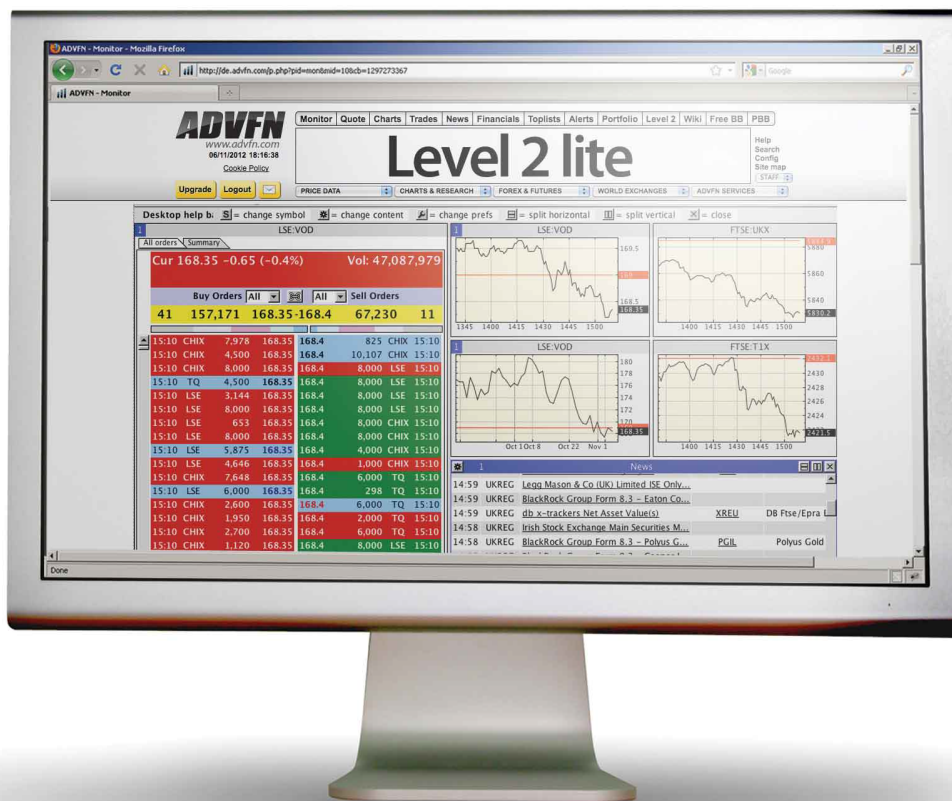 ADVFN - Monitor - Mozilla Firefox
http://de.advfn.com/p.php?pid=mon&mid=10&cb=1297273367
Google
ADVFN - Monitor
ADVFN
www.advfn.com
06/11/2012 18:16:38
Cookie Policy
Upgrade Logout
Monitor Quote Charts Trades News Financials Toplists Alerts Portfolio Level 2 Wiki Free BB PBB
Level 2 lite
Help
Search
Config
Site map
STAFF
PRICE DATA CHARTS & RESEARCH FOREX & FUTURES WORLD EXCHANGES ADVFN SERVICES
Desktop help S = change symbol = change content = change prefs = split horizontal = split vertical = close
1 LSE:VOD
All orders Summary
Cur 168.35 -0.65 (-0.4%) Vol: 47,087,979
Buy Orders All All Sell Orders
41 157,171 168.35-168.4 67,230 11
15:10 CHIX 7,978 168.35 168.4 825 CHIX 15:10
15:10 CHIX 4,500 168.35 168.4 10,107 CHIX 15:10
15:10 CHIX 8,000 168.35 168.4 8,000 LSE 15:10
15:10 TQ 4,500 168.35 168.4 8,000 LSE 15:10
15:10 LSE 3,144 168.35 168.4 8,000 LSE 15:10
15:10 LSE 8,000 168.35 168.4 8,000 LSE 15:10
15:10 LSE 653 168.35 168.4 8,000 CHIX 15:10
15:10 LSE 8,000 168.35 168.4 8,000 CHIX 15:10
15:10 LSE 5,875 168.35 168.4 4,000 CHIX 15:10
15:10 LSE 4,646 168.35 168.4 1,000 CHIX 15:10
15:10 CHIX 7,648 168.35 168.4 6,000 TQ 15:10
15:10 LSE 6,000 168.35 168.4 298 TQ 15:10
15:10 CHIX 2,600 168.35 168.4 6,000 TQ 15:10
15:10 CHIX 1,950 168.35 168.4 2,000 TQ 15:10
15:10 CHIX 2,700 168.35 168.4 6,000 TQ 15:10
15:10 CHIX 1,120 168.35 168.4 8,000 LSE 15:10
1 LSE:VOD
169.5
169
168.5
168.35
1345 1400 1415 1430 1445 1500
FTSE:UKX
5880
5860
5840
5830.2
1400 1415 1430 1445 1500
1 LSE:VOD
180
178
176
174
172
170
168.35
Oct 1 Oct 8 Oct 22 Nov 1
FTSE:T1X
2432.1
2430
2428
2426
2424
2421.5
1400 1415 1430 1445 1500
1 News
14:59 UKREG Legg Mason & Co (UK) Limited ISE Only...
14:59 UKREG BlackRock Group Form 8.3 - Eaton Co...
14:59 UKREG db x-trackers Net Asset Value(s) XREU DB Ftse/Epra
14:58 UKREG Irish Stock Exchange Main Securities M...
14:58 UKREG BlackRock Group Form 8.3 - Polyus G... PGIL Polyus Gold
Done